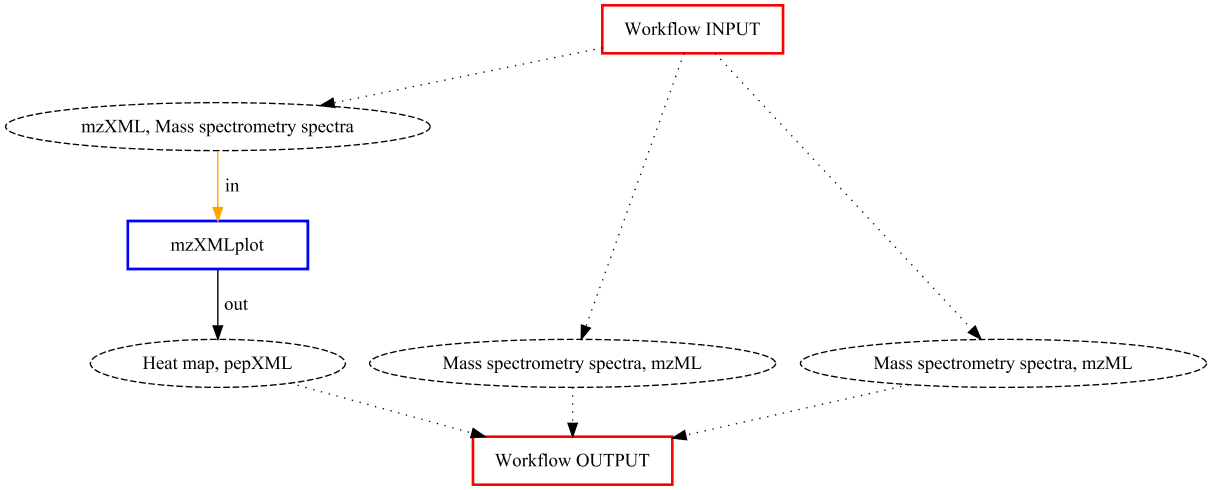 Workflow INPUT
mzXML, Mass spectrometry spectra
in
mzXMLplot
out
Heat map, pepXML
Mass spectrometry spectra, mzML
Mass spectrometry spectra, mzML
Workflow OUTPUT